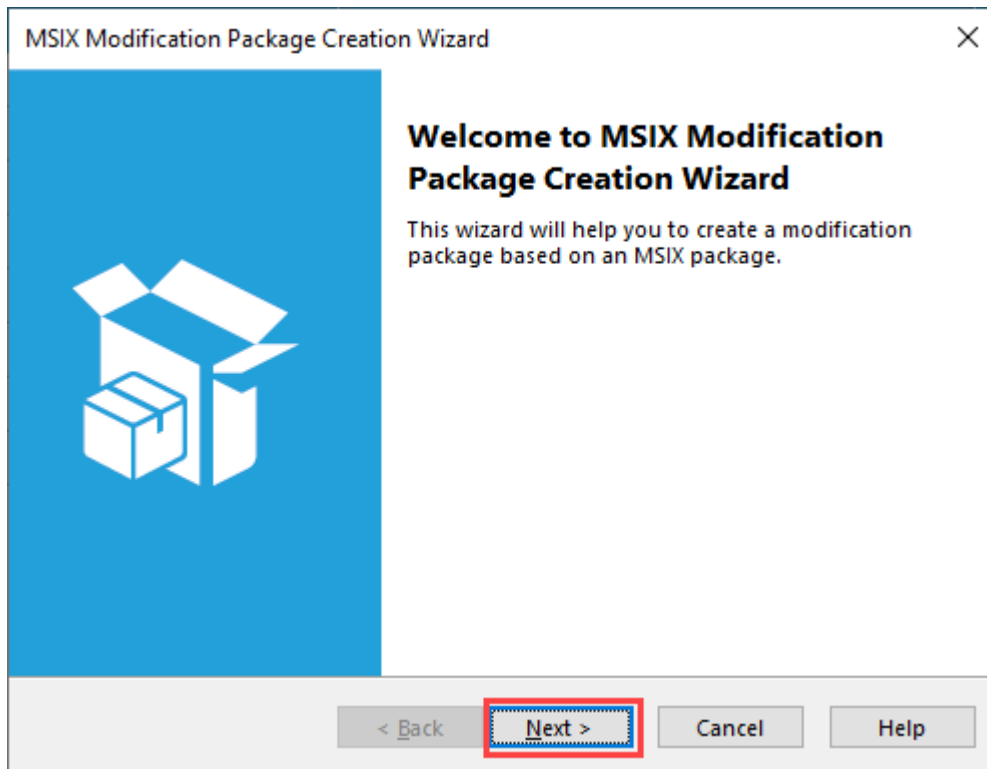 MSIX Modification Package Creation Wizard
Welcome to MSIX Modification
Package Creation Wizard
This wizard will help you to create a modification
package based on an MSIX package.
< Back Next > Cancel Help